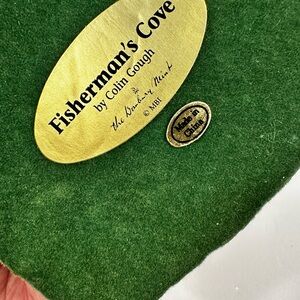 Fisherman's Cove
by Colin Gough
&
the Danbury Mint
© MBI
Made in
China